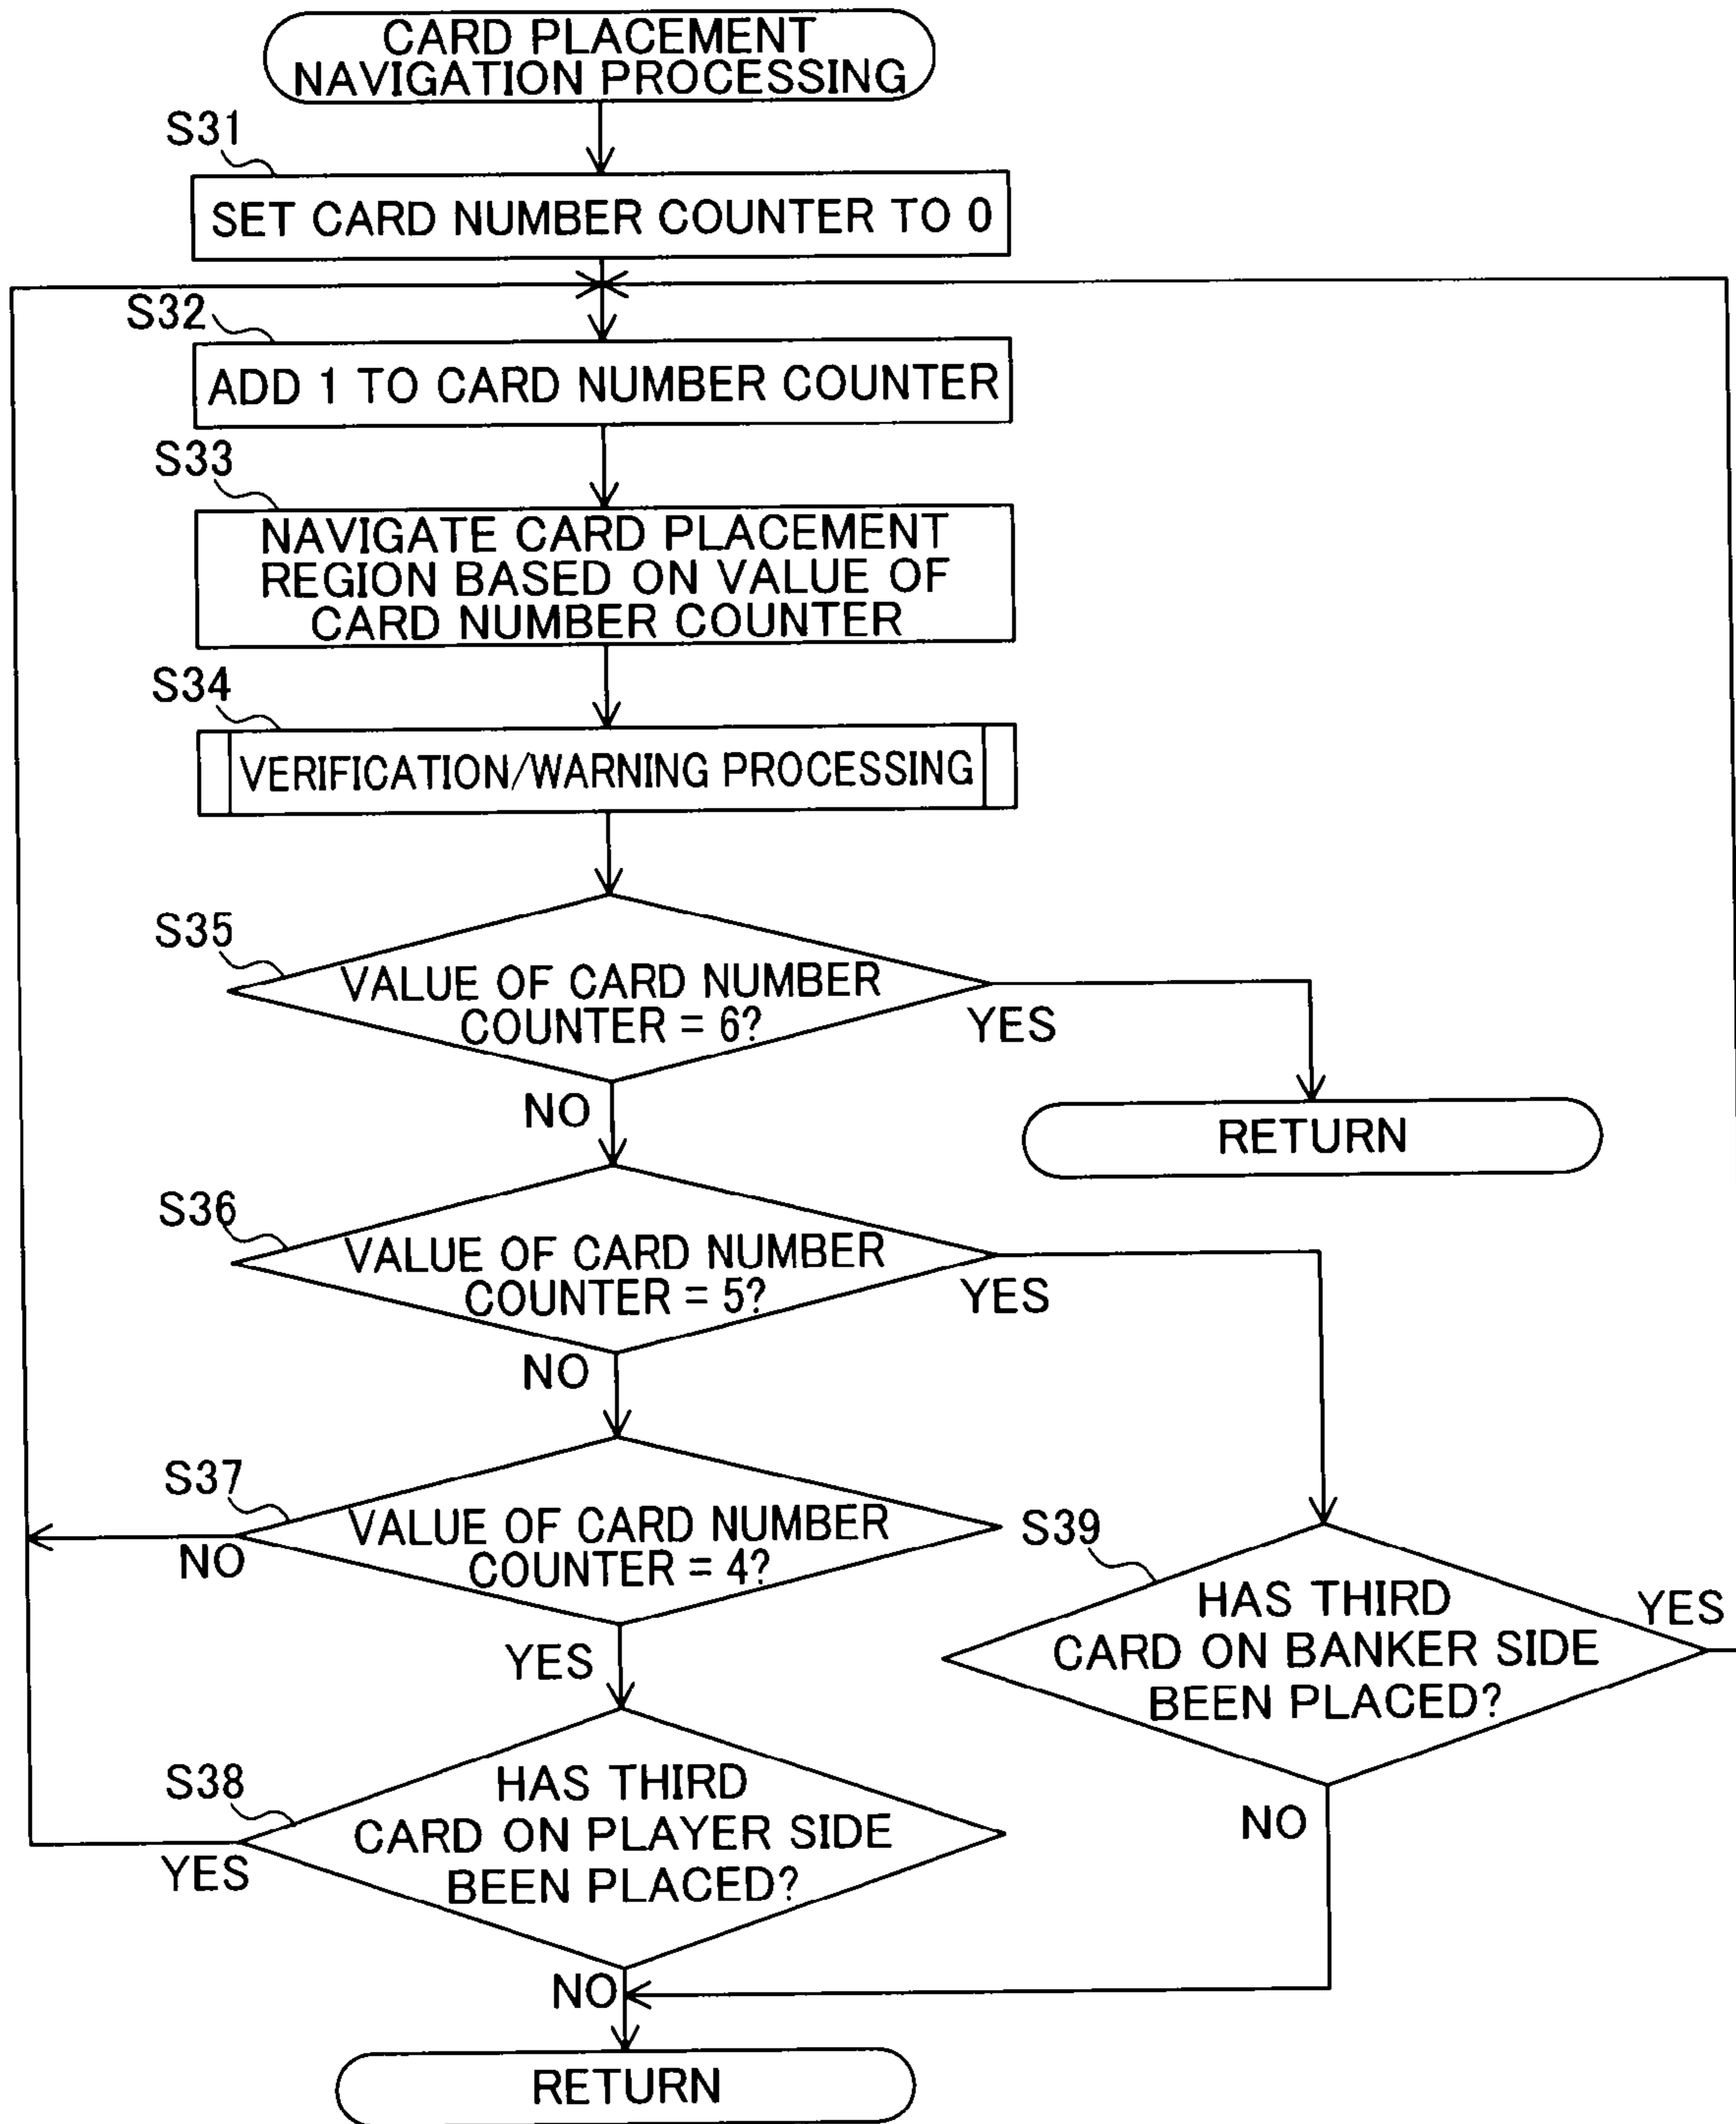 CARD PLACEMENT
NAVIGATION PROCESSING
S31
SET CARD NUMBER COUNTER TO 0
S32
ADD 1 TO CARD NUMBER COUNTER
S33
NAVIGATE CARD PLACEMENT
REGION BASED ON VALUE OF
CARD NUMBER COUNTER
S34
VERIFICATION/WARNING PROCESSING
S35
VALUE OF CARD NUMBER
COUNTER = 6?
YES
NO
RETURN
S36
VALUE OF CARD NUMBER
COUNTER = 5?
YES
NO
S37
VALUE OF CARD NUMBER
COUNTER = 4?
NO
YES
S39
HAS THIRD
CARD ON BANKER SIDE
BEEN PLACED?
YES
NO
S38
HAS THIRD
CARD ON PLAYER SIDE
BEEN PLACED?
YES
NO
RETURN